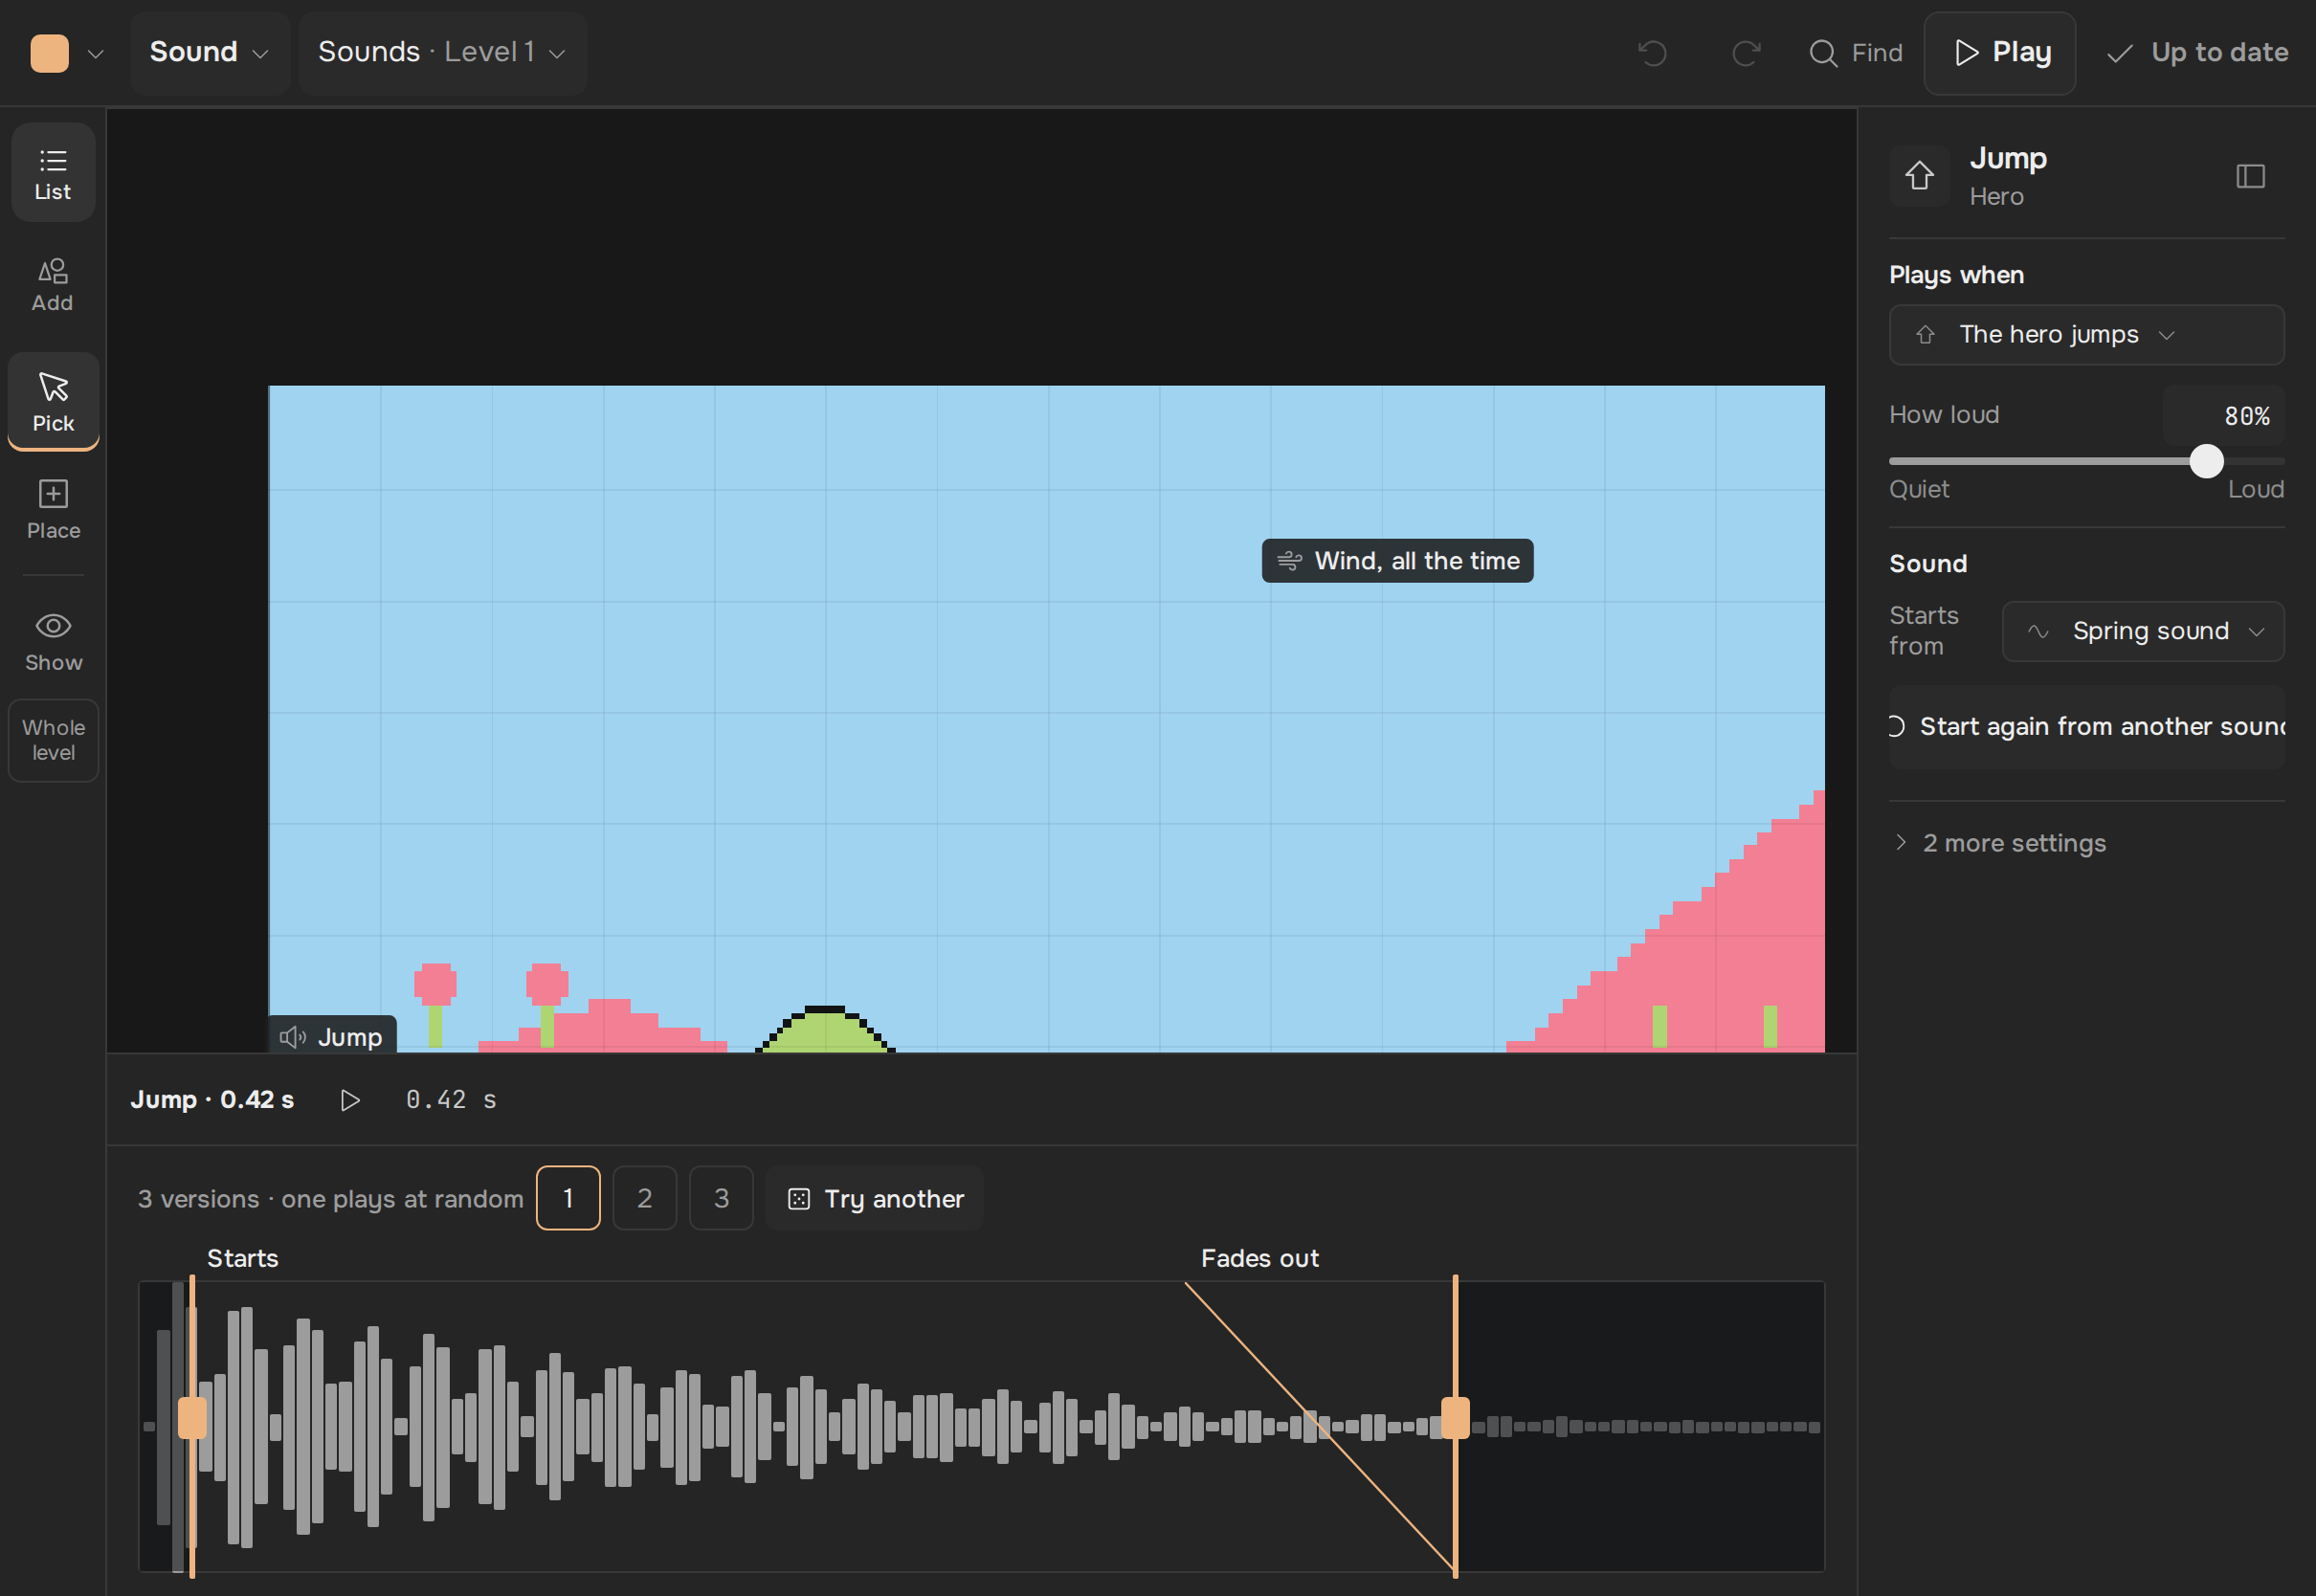 Sound
Sounds · Level 1
Find
Play
Up to date
List
Add
Pick
Place
Show
Whole
level
Wind, all the time
Jump
Jump
Hero
Plays when
The hero jumps
How loud
80%
Quiet
Loud
Sound
Starts
from
Spring sound
Start again from another sound
2 more settings
Jump · 0.42 s
0.42 s
3 versions · one plays at random
1
2
3
Try another
Starts
Fades out